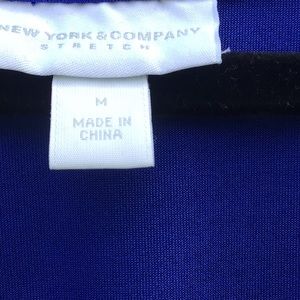 NEW YORK & COMPANY
STRETCH
M
MADE IN
CHINA